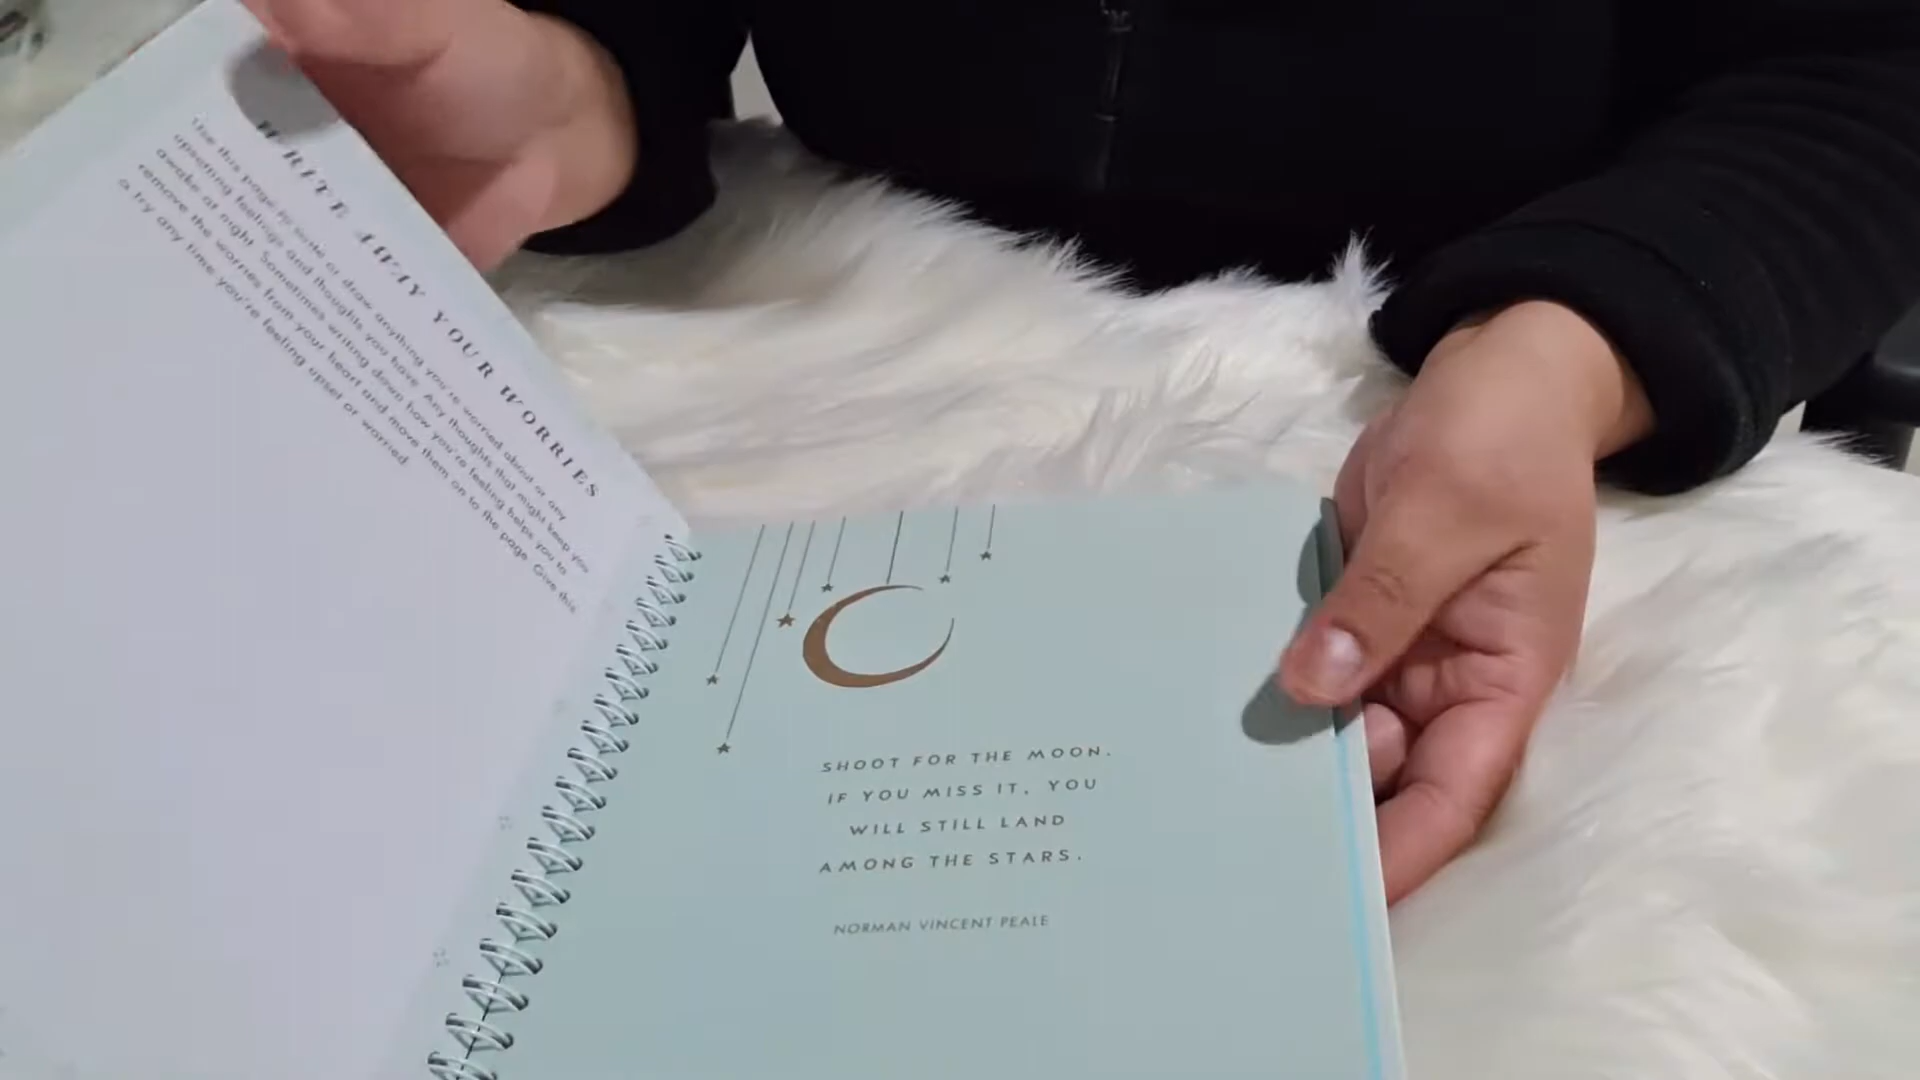 WRITE AWAY YOUR WORRIES
Use this page to write or draw anything you're worried about or any
upsetting feelings and thoughts you have. Any thoughts that might keep you
awake at night. Sometimes writing down how you're feeling helps you to
remove the worries from your heart and move them on to the page. Give this
a try any time you're feeling upset or worried.
SHOOT FOR THE MOON.
IF YOU MISS IT, YOU
WILL STILL LAND
AMONG THE STARS.
NORMAN VINCENT PEALE